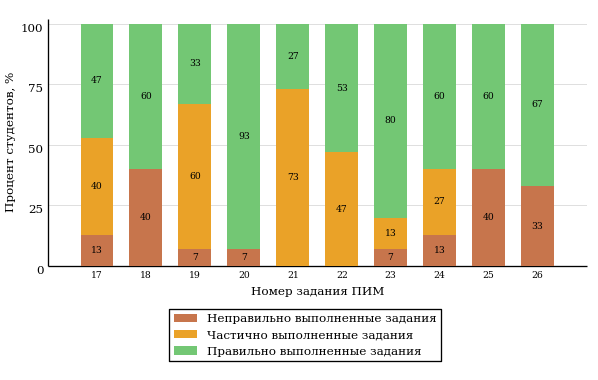 Процент студентов, %
100
75
50
25
0
47 60 33 93 27 53 80 60 60 67
40 60 73 47 13 27
13 40 7 7 7 13 40 33
17 18 19 20 21 22 23 24 25 26
Номер задания ПИМ
Неправильно выполненные задания
Частично выполненные задания
Правильно выполненные задания